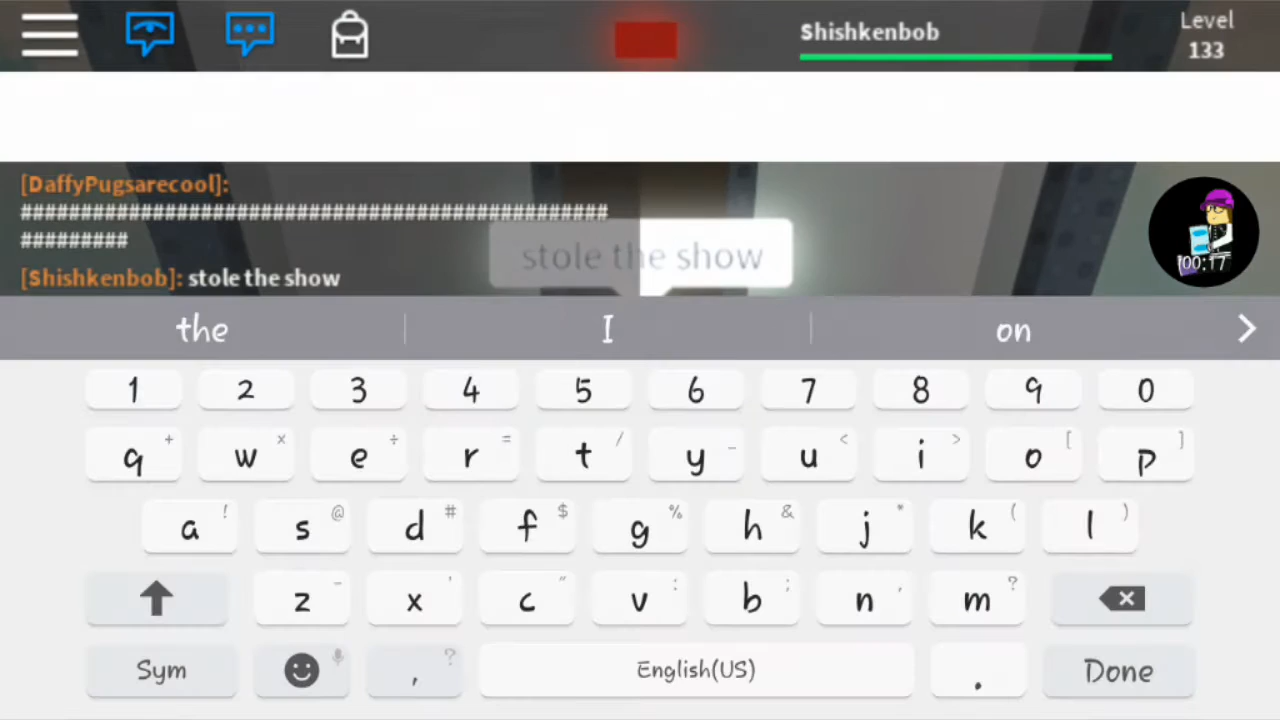 Shishkenbob
Level
133
[DaffyPugsarecool]:
################################################
#########
[Shishkenbob]: stole the show
stole the show
00:17
the I on
1 2 3 4 5 6 7 8 9 0
q + w × e ÷ r = t / y _ u < i > o [ p ]
a ! s @ d # f $ g % h & j * k ( l )
z - x ' c " v : b ; n , m ?
Sym , ? English(US) . Done